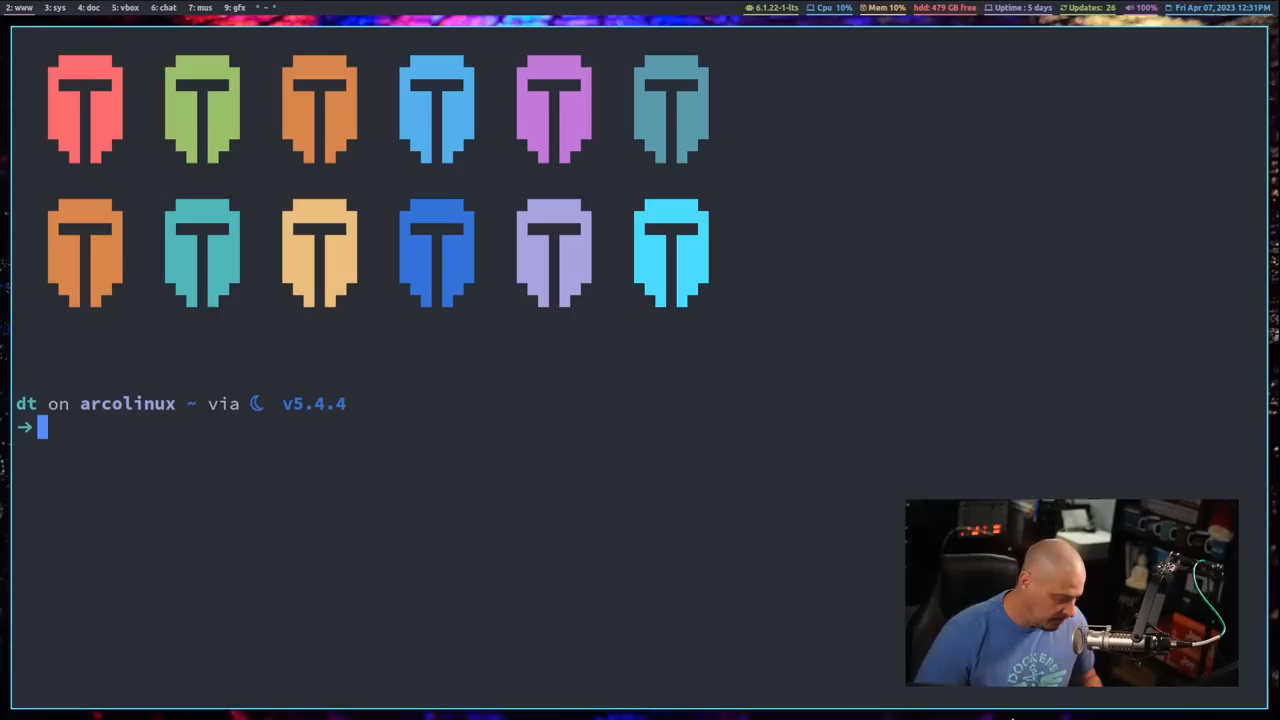 2: www 3: sys 4: doc 5: vbox 6: chat 7: mus 9: gfx * ~ * 6.1.22-1-lts Cpu 10% Mem 10% hdd: 479 GB free Uptime : 5 days Updates: 26 100% Fri Apr 07, 2023 12:31PM
dt on arcolinux ~ via ☾ v5.4.4
→
DOCKERS